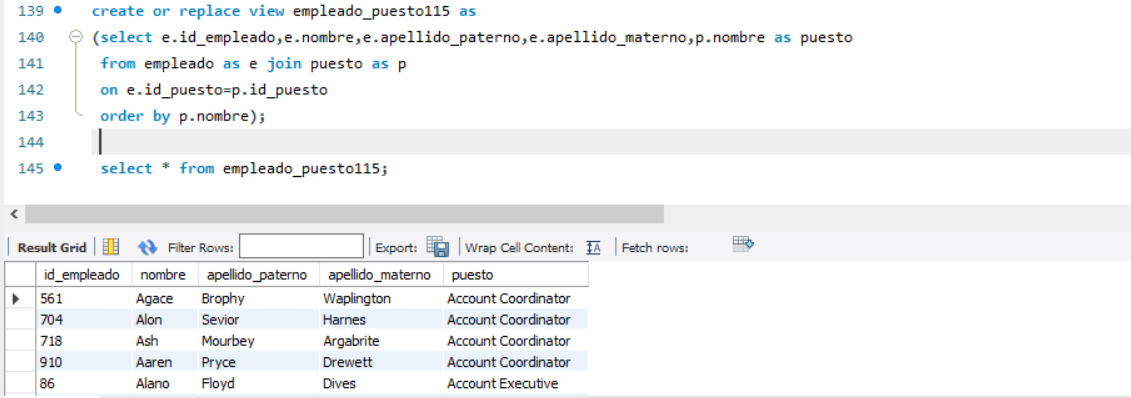 139 create or replace view empleado_puesto115 as
140 (select e.id_empleado,e.nombre,e.apellido_paterno,e.apellido_materno,p.nombre as puesto
141 from empleado as e join puesto as p
142 on e.id_puesto=p.id_puesto
143 order by p.nombre);
144
145 select * from empleado_puesto115;
Result Grid Filter Rows: Export: Wrap Cell Content: Fetch rows:
id_empleado nombre apellido_paterno apellido_materno puesto
561 Agace Brophy Waplington Account Coordinator
704 Alon Sevior Harnes Account Coordinator
718 Ash Mourbey Argabrite Account Coordinator
910 Aaren Pryce Drewett Account Coordinator
86 Alano Floyd Dives Account Executive